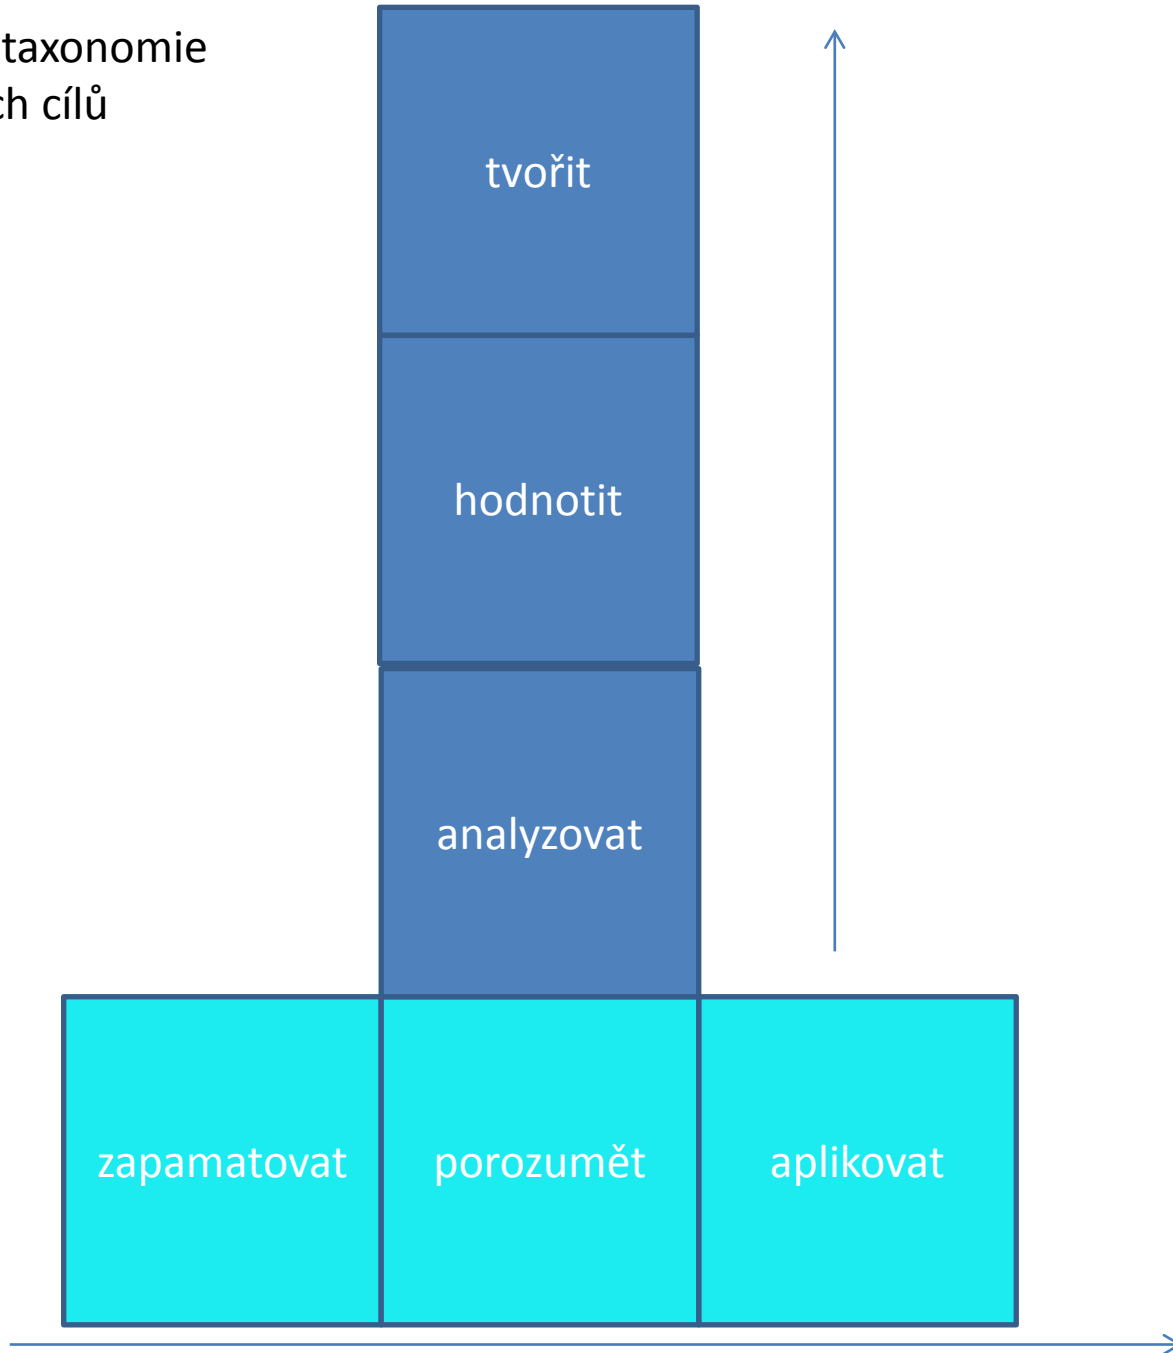 taxonomie
ch cílů
tvořit
hodnotit
analyzovat
zapamatovat porozumět aplikovat